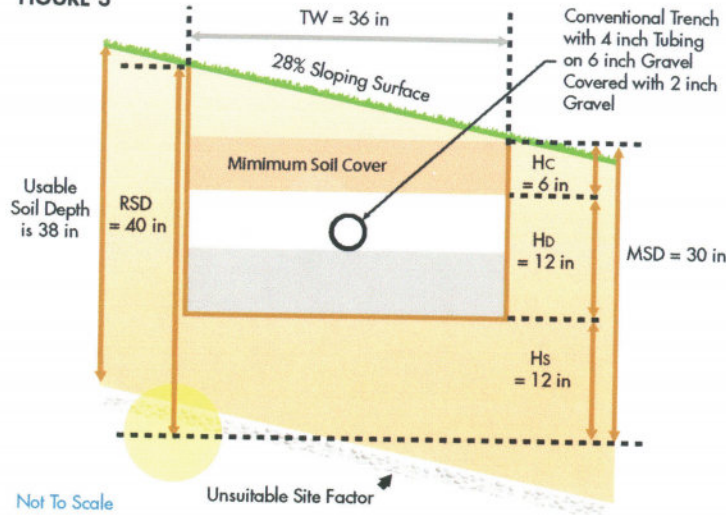 TW = 36 in
Conventional Trench
with 4 inch Tubing
on 6 inch Gravel
Covered with 2 inch
Gravel
28% Sloping Surface
Mimimum Soil Cover
HC
= 6 in
Usable
Soil Depth
is 38 in
RSD
= 40 in
HD
= 12 in
MSD = 30 in
HS
= 12 in
Not To Scale
Unsuitable Site Factor